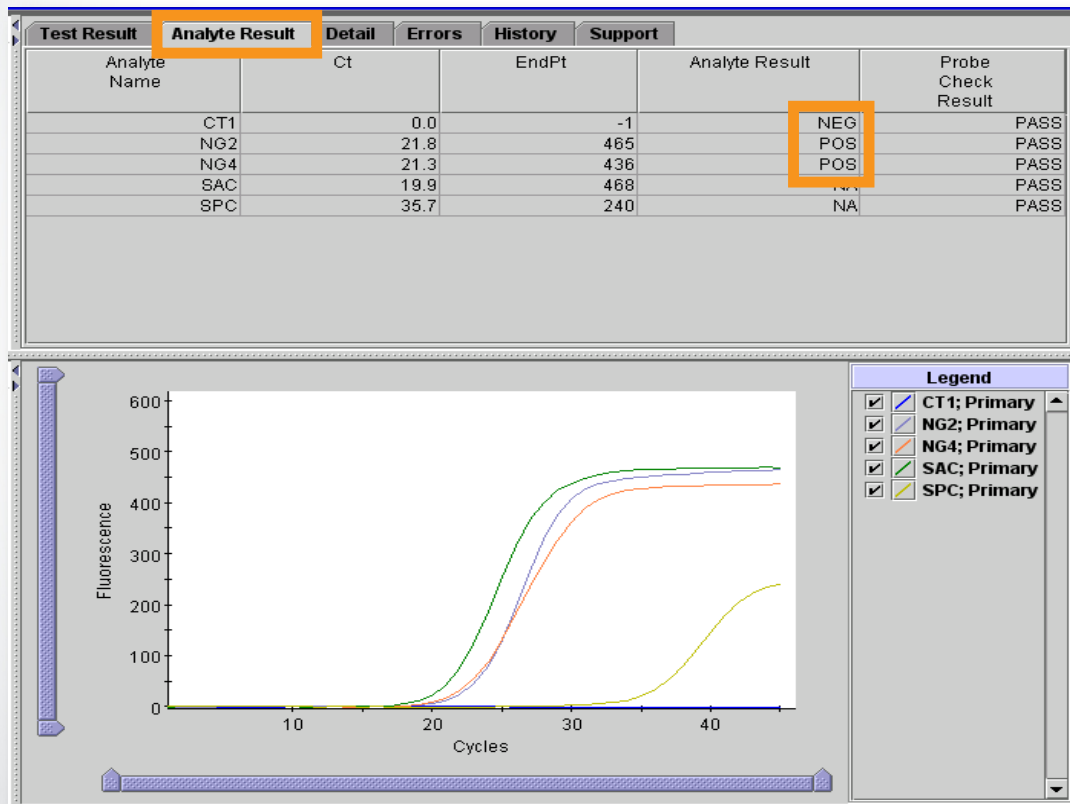 Test Result Analyte Result Detail Errors History Support
Analyte Name Ct EndPt Analyte Result Probe Check Result
CT1 0.0 -1 NEG PASS
NG2 21.8 465 POS PASS
NG4 21.3 436 POS PASS
SAC 19.9 468 NA PASS
SPC 35.7 240 NA PASS
Legend
CT1; Primary
NG2; Primary
NG4; Primary
SAC; Primary
SPC; Primary
600
500
400
300
200
100
0
Fluorescence
10 20 30 40
Cycles